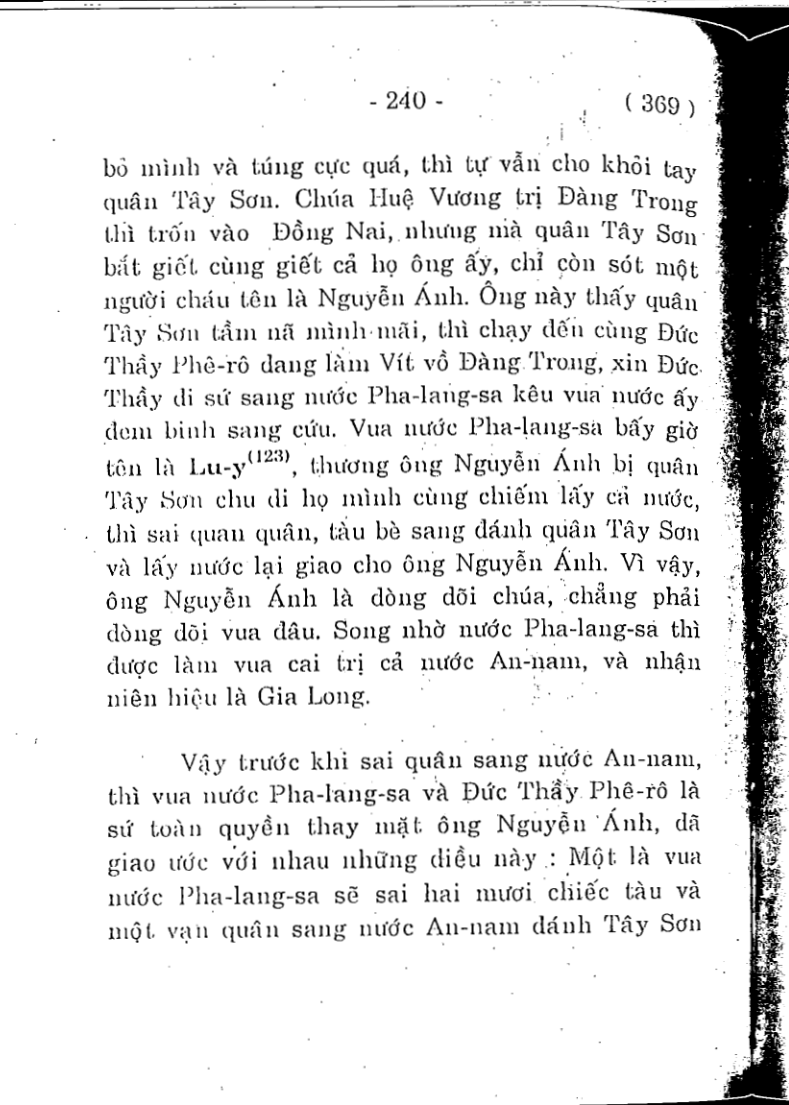 - 240 - ( 369 )
bỏ mình và túng cực quá, thì tự vẫn cho khỏi tay
quân Tây Sơn. Chúa Huệ Vương trị Đàng Trong
thì trốn vào Đồng Nai, nhưng mà quân Tây Sơn
bắt giết cùng giết cả họ ông ấy, chỉ còn sót một
người cháu tên là Nguyễn Ánh. Ông này thấy quân
Tây Sơn tầm nã mình mãi, thì chạy đến cùng Đức
Thầy Phê-rô đang làm Vít vồ Đàng Trong, xin Đức
Thầy đi sứ sang nước Pha-lang-sa kêu vua nước ấy
đem binh sang cứu. Vua nước Pha-lang-sa bấy giờ
tên là Lu-y(123), thương ông Nguyễn Ánh bị quân
Tây Sơn chu di họ mình cùng chiếm lấy cả nước,
thì sai quan quân, tàu bè sang đánh quân Tây Sơn
và lấy nước lại giao cho ông Nguyễn Ánh. Vì vậy,
ông Nguyễn Ánh là dòng dõi chúa, chẳng phải
dòng dõi vua đâu. Song nhờ nước Pha-lang-sa thì
được làm vua cai trị cả nước An-nam, và nhận
niên hiệu là Gia Long.
Vậy trước khi sai quân sang nước An-nam,
thì vua nước Pha-lang-sa và Đức Thầy Phê-rô là
sứ toàn quyền thay mặt ông Nguyễn Ánh, đã
giao ước với nhau những điều này : Một là vua
nước Pha-lang-sa sẽ sai hai mươi chiếc tàu và
một vạn quân sang nước An-nam đánh Tây Sơn